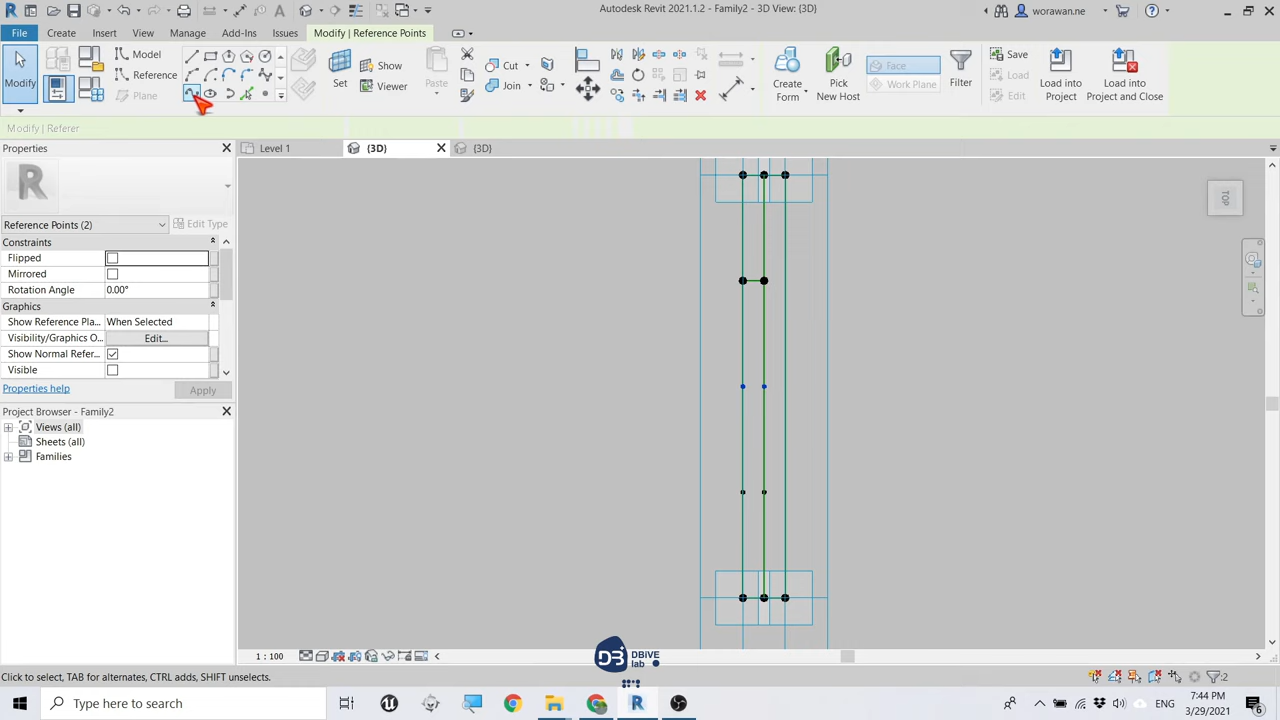 Autodesk Revit 2021.1.2 - Family2 - 3D View: {3D}
worawan.ne
File Create Insert View Manage Add-Ins Issues Modify | Reference Points
Model
Reference
Plane
Modify
Set
Show
Viewer
Paste
Cut
Join
Create
Form
Pick
New Host
Face
Work Plane
Filter
Save
Load
Edit
Load into
Project
Load into
Project and Close
Modify | Referer
Properties
Level 1
{3D}
{3D}
R
TOP
Reference Points (2)
Edit Type
Constraints
Flipped
Mirrored
Rotation Angle 0.00°
Graphics
Show Reference Pla... When Selected
Visibility/Graphics O... Edit...
Show Normal Refer...
Visible
Properties help
Apply
Project Browser - Family2
Views (all)
Sheets (all)
Families
1 : 100
DBIVE
lab
Click to select, TAB for alternates, CTRL adds, SHIFT unselects.
:2
Type here to search
ENG
7:44 PM
3/29/2021
6